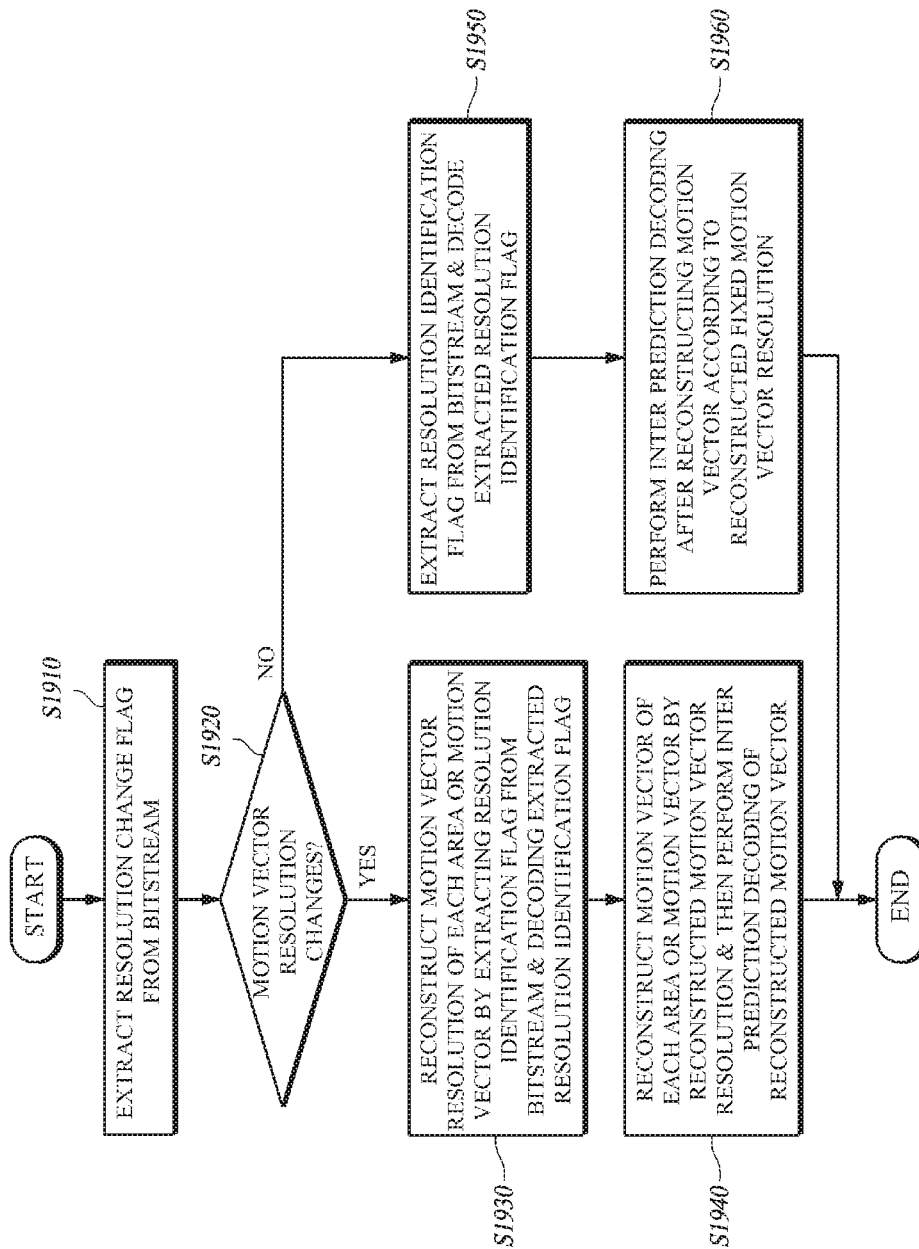 START
S1910
EXTRACT RESOLUTION CHANGE FLAG
FROM BITSTREAM
S1920
MOTION VECTOR
RESOLUTION
CHANGES?
NO
YES
S1930
RECONSTRUCT MOTION VECTOR
RESOLUTION OF EACH AREA OR MOTION
VECTOR BY EXTRACTING RESOLUTION
IDENTIFICATION FLAG FROM
BITSTREAM & DECODING EXTRACTED
RESOLUTION IDENTIFICATION FLAG
S1950
EXTRACT RESOLUTION IDENTIFICATION
FLAG FROM BITSTREAM & DECODE
EXTRACTED RESOLUTION
IDENTIFICATION FLAG
S1940
RECONSTRUCT MOTION VECTOR OF
EACH AREA OR MOTION VECTOR BY
RECONSTRUCTED MOTION VECTOR
RESOLUTION & THEN PERFORM INTER
PREDICTION DECODING OF
RECONSTRUCTED MOTION VECTOR
S1960
PERFORM INTER PREDICTION DECODING
AFTER RECONSTRUCTING MOTION
VECTOR ACCORDING TO
RECONSTRUCTED FIXED MOTION
VECTOR RESOLUTION
END